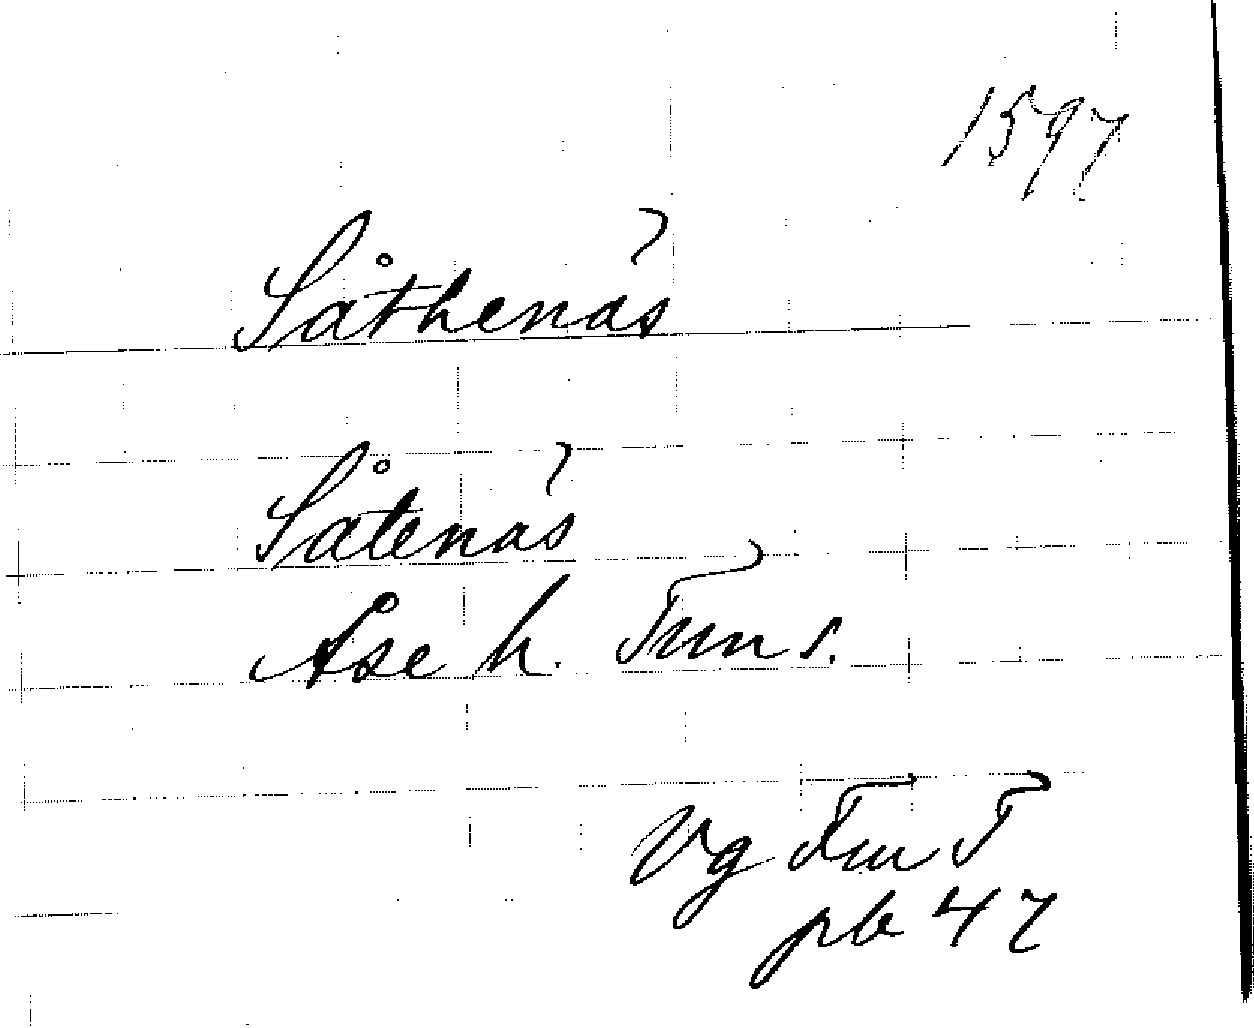 1597
Såthenäs
Såtenäs
Åse h. Tun s.
Vg Tun T
pb 47